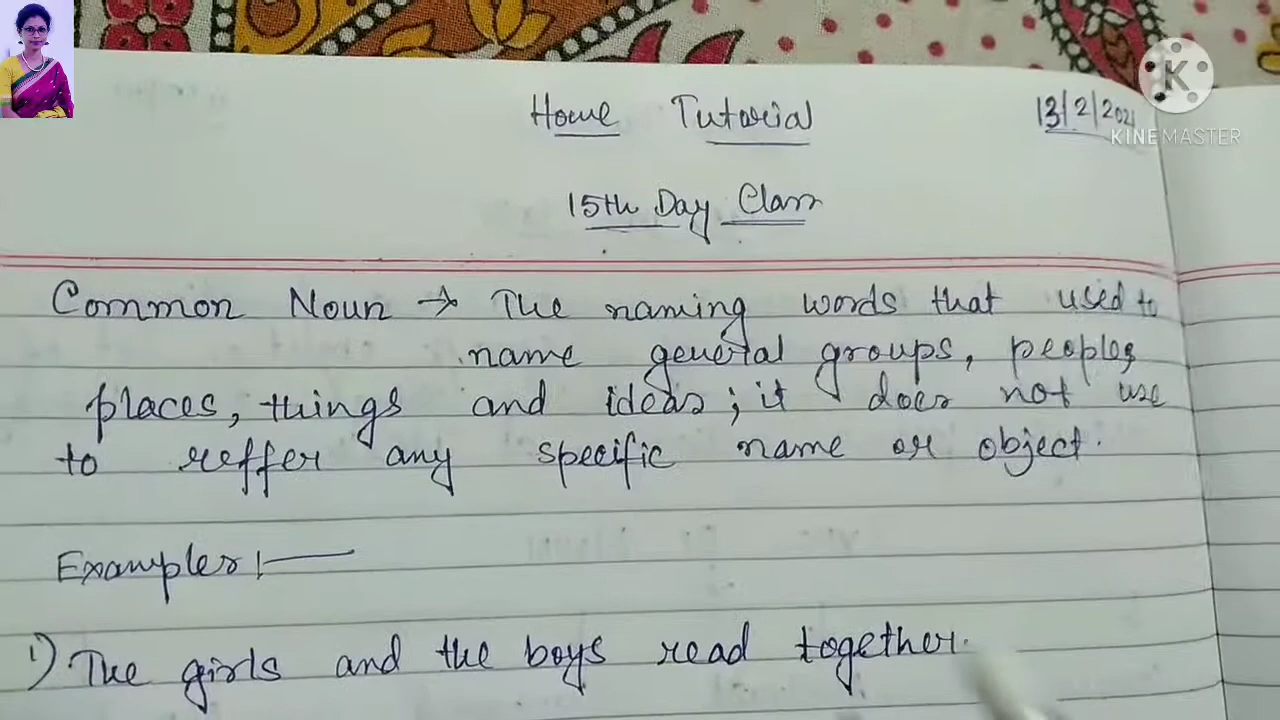 Home Tutorial
13/2/2021
KINEMASTER
15th Day Class
Common Noun → The naming words that used to
name general groups, peoples,
places, things and ideas; it does not use
to reffer any specific name or object.
Examples :—
1) The girls and the boys read together.